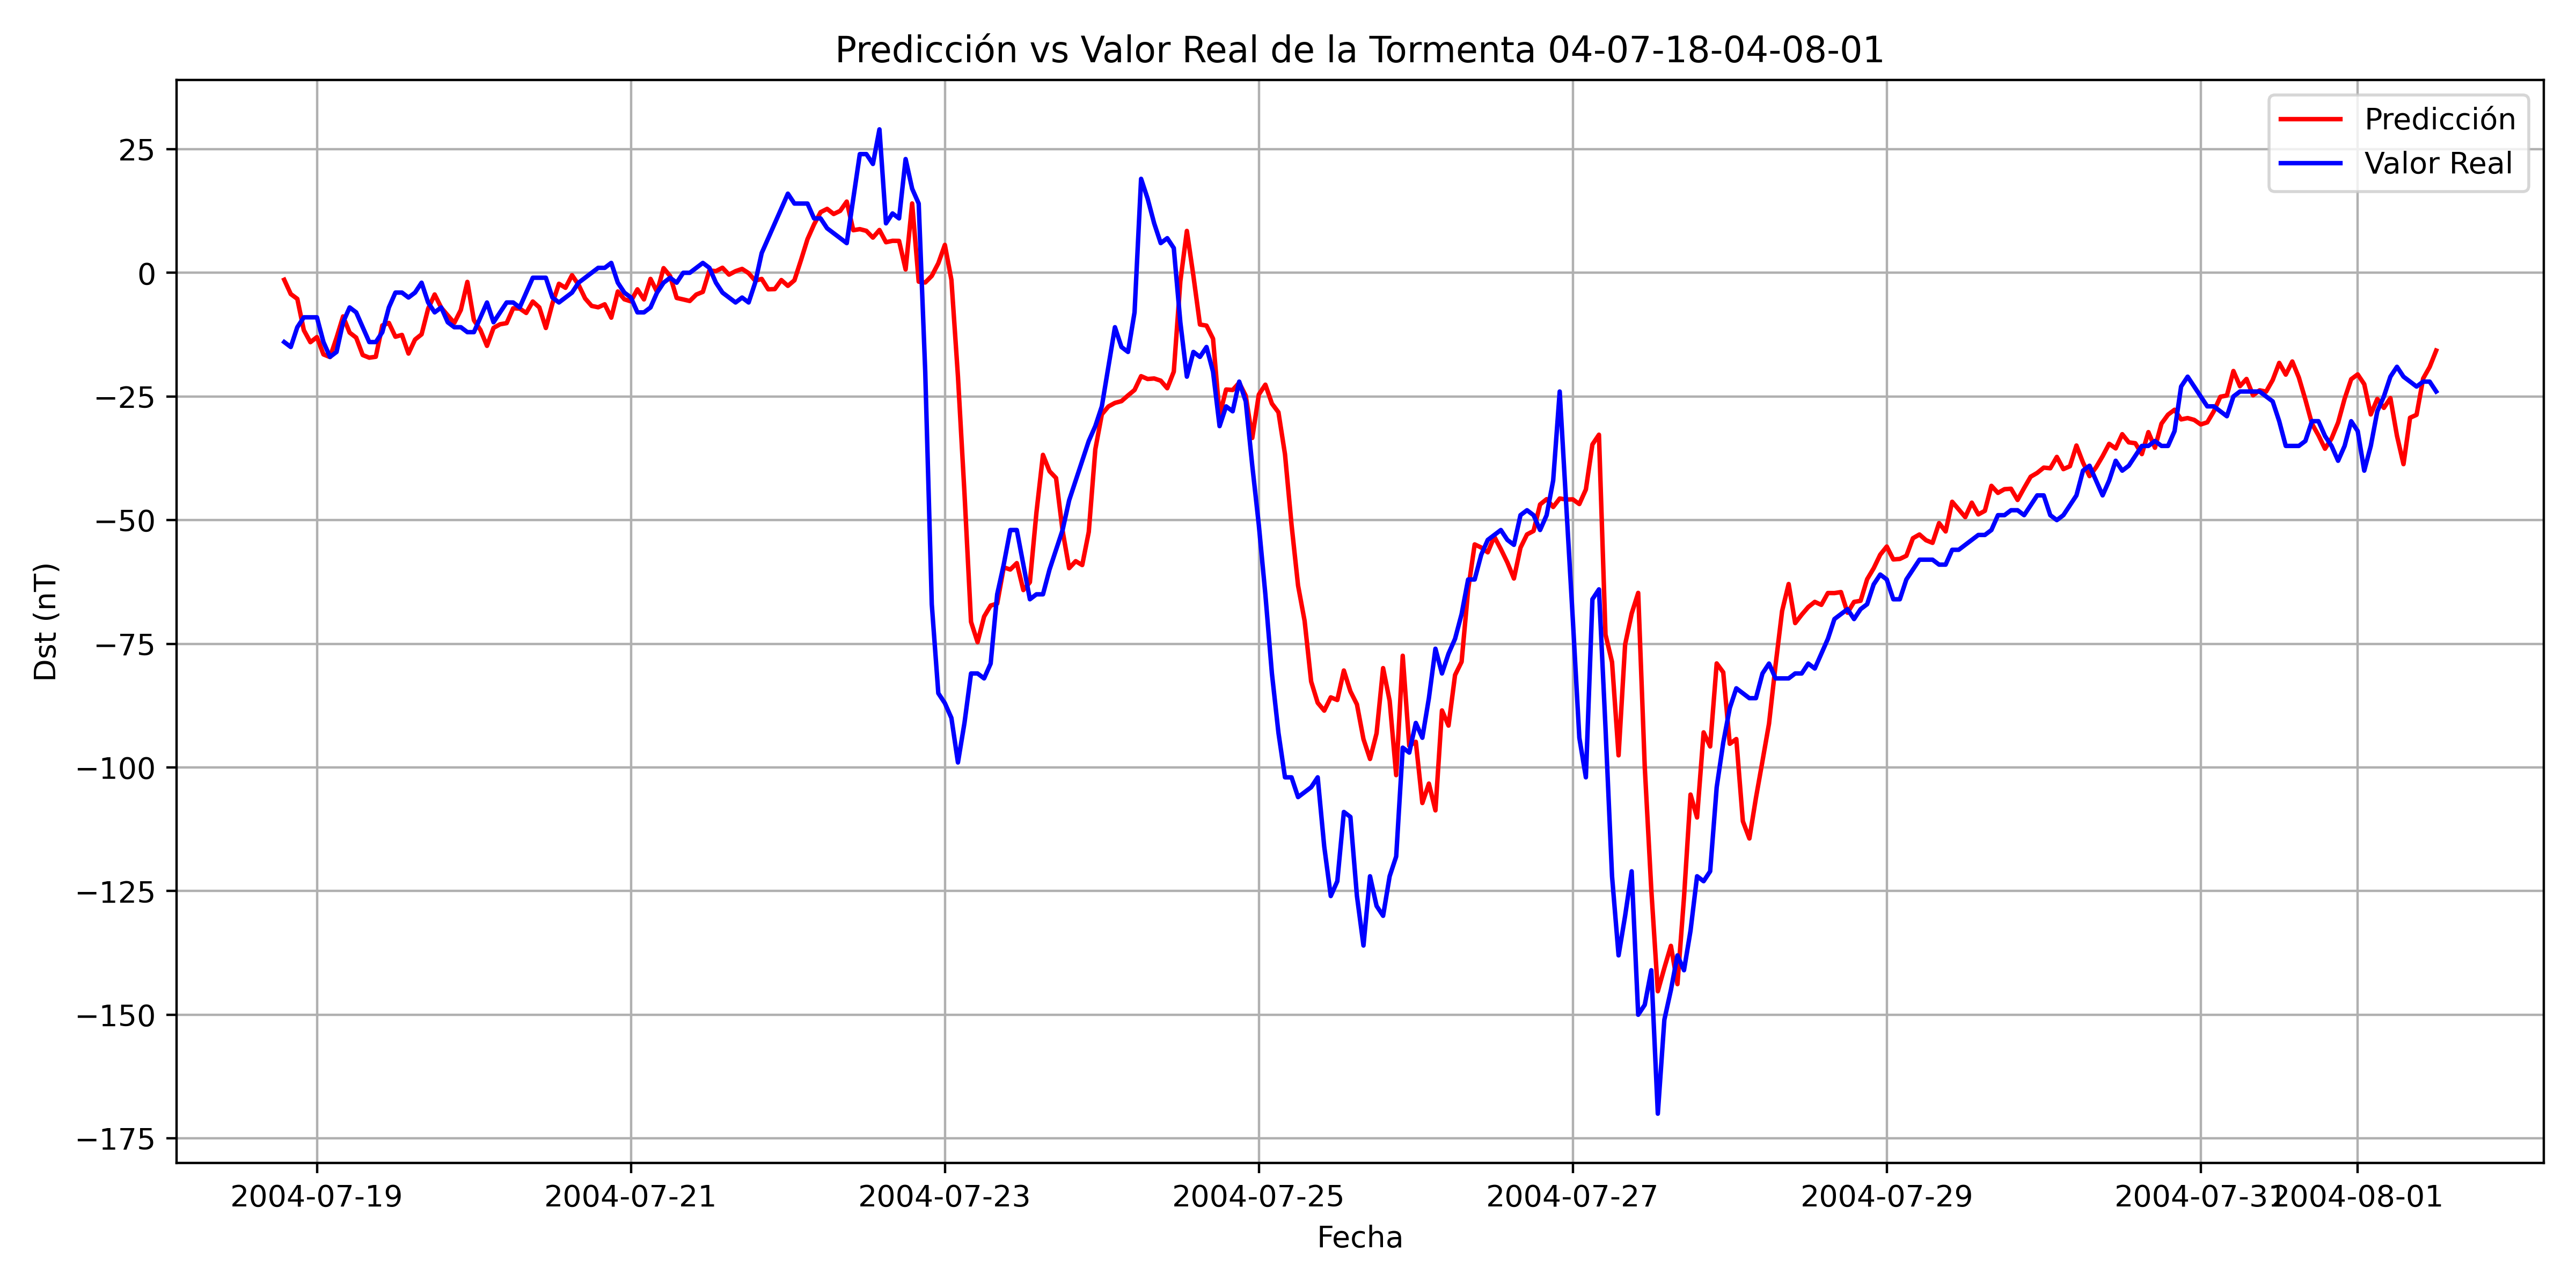 Predicción vs Valor Real de la Tormenta 04-07-18-04-08-01
Predicción
Valor Real
25
0
−25
−50
−75
−100
−125
−150
−175
Dst (nT)
2004-07-19 2004-07-21 2004-07-23 2004-07-25 2004-07-27 2004-07-29 2004-07-31 2004-08-01
Fecha